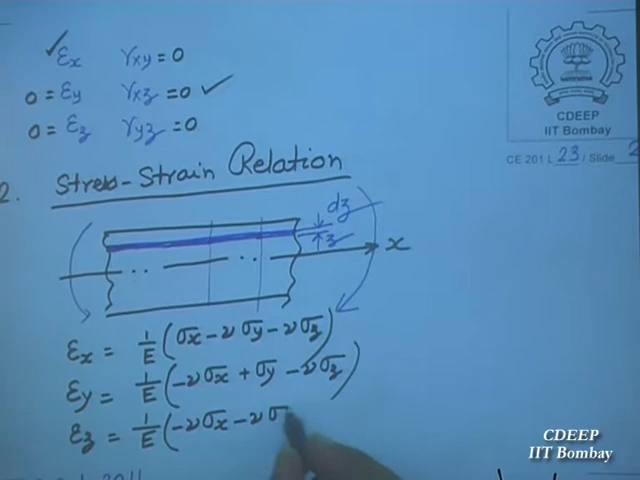 ✓εx γxy = 0
0 = εy γxz = 0 ✓
0 = εz γyz = 0
CDEEP
IIT Bombay
CE 201 L 23 / Slide 2
2. Stress-Strain Relation
dz
z
x
εx = 1/E (σx - ν σy - ν σz)
εy = 1/E (-ν σx + σy - ν σz)
εz = 1/E (-ν σx - ν σ
CDEEP
IIT Bombay